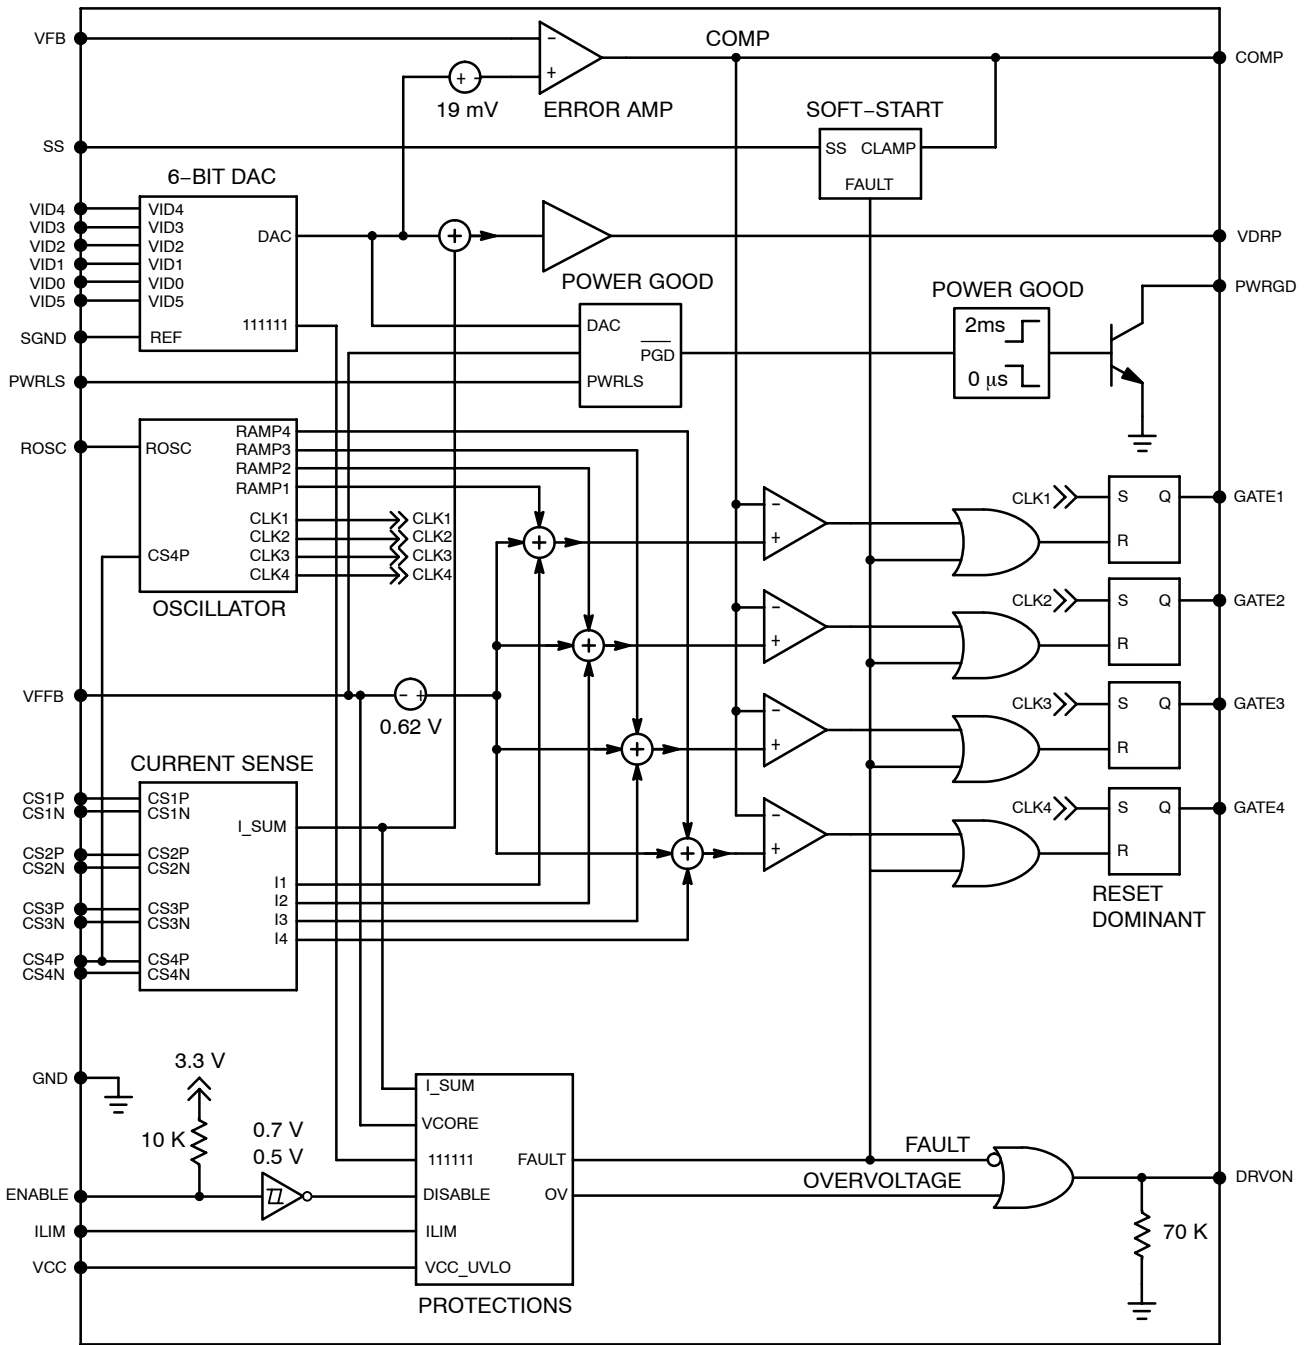 VFB
−
COMP
COMP
+
+ −
19 mV
ERROR AMP
SOFT−START
SS
SS CLAMP
FAULT
6−BIT DAC
VID4
VID4
VID3
VID3
VID2
VID2
VID1
VID1
VID0
VID0
VID5
VID5
DAC
+
VDRP
111111
SGND
REF
POWER GOOD
DAC
PGD
PWRLS
PWRLS
POWER GOOD
2ms
0 μs
PWRGD
ROSC
ROSC
RAMP4
RAMP3
RAMP2
RAMP1
CLK1
CLK1
CLK2
CLK2
CLK3
CLK3
CLK4
CLK4
CS4P
OSCILLATOR
+
−
+
CLK1
S
Q
R
GATE1
+
−
+
CLK2
S
Q
R
GATE2
VFFB
− +
0.62 V
+
−
+
CLK3
S
Q
R
GATE3
CURRENT SENSE
CS1P
CS1P
CS1N
CS1N
I_SUM
CS2P
CS2P
CS2N
CS2N
I1
I2
CS3P
CS3P
CS3N
CS3N
I3
I4
CS4P
CS4P
CS4N
CS4N
+
−
+
CLK4
S
Q
R
GATE4
RESET
DOMINANT
GND
3.3 V
10 K
0.7 V
0.5 V
I_SUM
VCORE
111111
FAULT
FAULT
ENABLE
DISABLE
OV
OVERVOLTAGE
DRVON
ILIM
ILIM
70 K
VCC
VCC_UVLO
PROTECTIONS